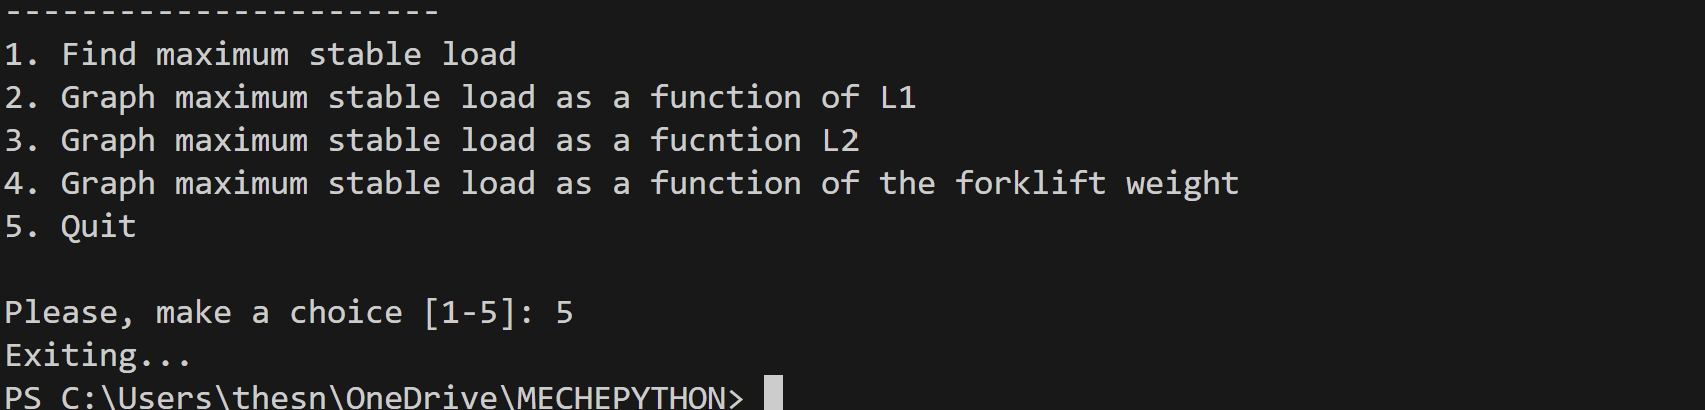 -----------------------
1. Find maximum stable load
2. Graph maximum stable load as a function of L1
3. Graph maximum stable load as a fucntion L2
4. Graph maximum stable load as a function of the forklift weight
5. Quit
Please, make a choice [1-5]: 5
Exiting...
PS C:\Users\thesn\OneDrive\MECHEPYTHON>